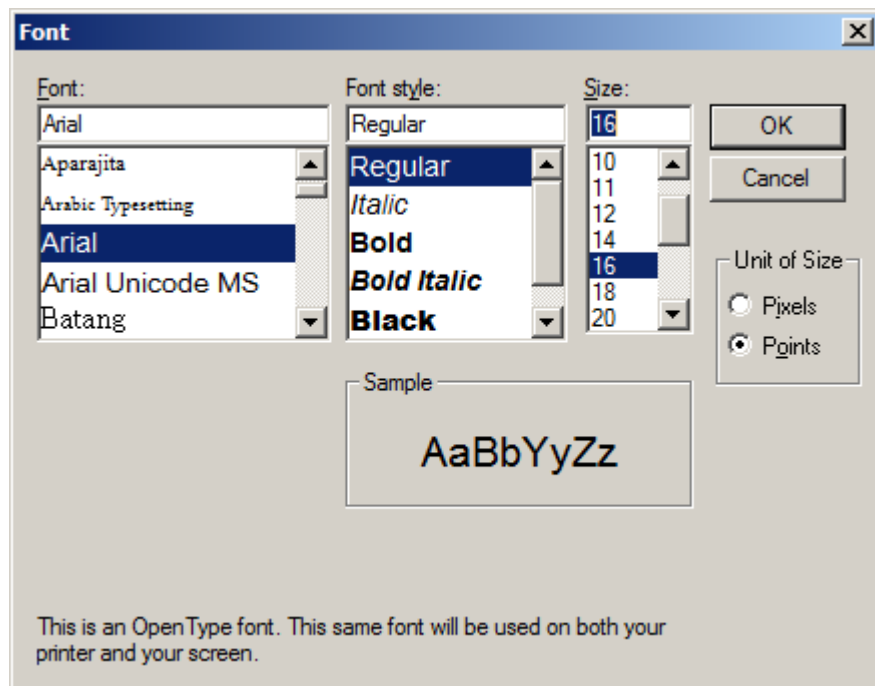 Font
Font:
Arial
Aparajita
Arabic Typesetting
Arial
Arial Unicode MS
Batang
Font style:
Regular
Regular
Italic
Bold
Bold Italic
Black
Size:
16
10
11
12
14
16
18
20
OK
Cancel
Unit of Size
Pixels
Points
Sample
AaBbYyZz
This is an OpenType font. This same font will be used on both your
printer and your screen.